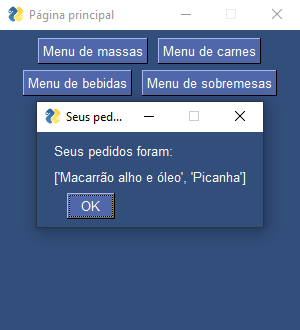 Página principal
Menu de massas Menu de carnes
Menu de bebidas Menu de sobremesas
Seus ped...
Seus pedidos foram:
['Macarrão alho e óleo', 'Picanha']
OK